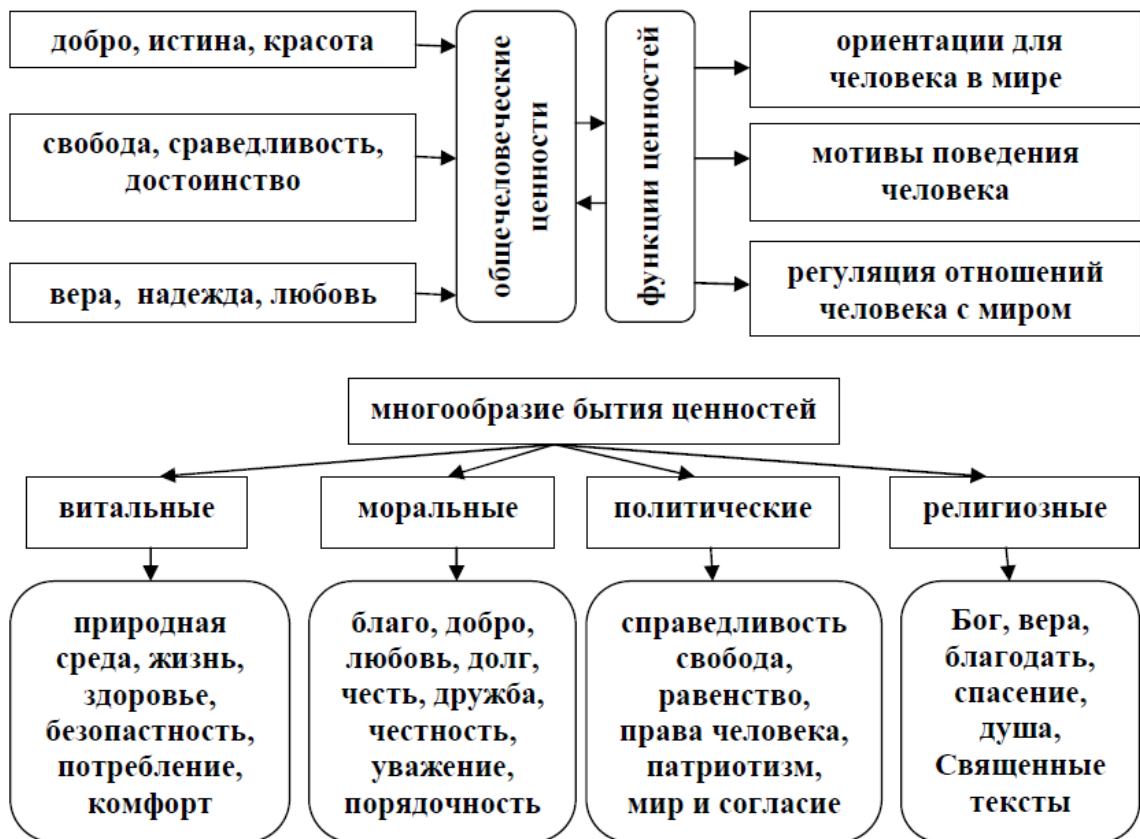 добро, истина, красота
свобода, сраведливость,
достоинство
вера, надежда, любовь
общечеловеческие
ценности
функции ценностей
ориентации для
человека в мире
мотивы поведения
человека
регуляция отношений
человека с миром
многообразие бытия ценностей
витальные
моральные
политические
религиозные
природная
среда, жизнь,
здоровье,
безопастность,
потребление,
комфорт
благо, добро,
любовь, долг,
честь, дружба,
честность,
уважение,
порядочность
справедливость
свобода,
равенство,
права человека,
патриотизм,
мир и согласие
Бог, вера,
благодать,
спасение,
душа,
Священные
тексты